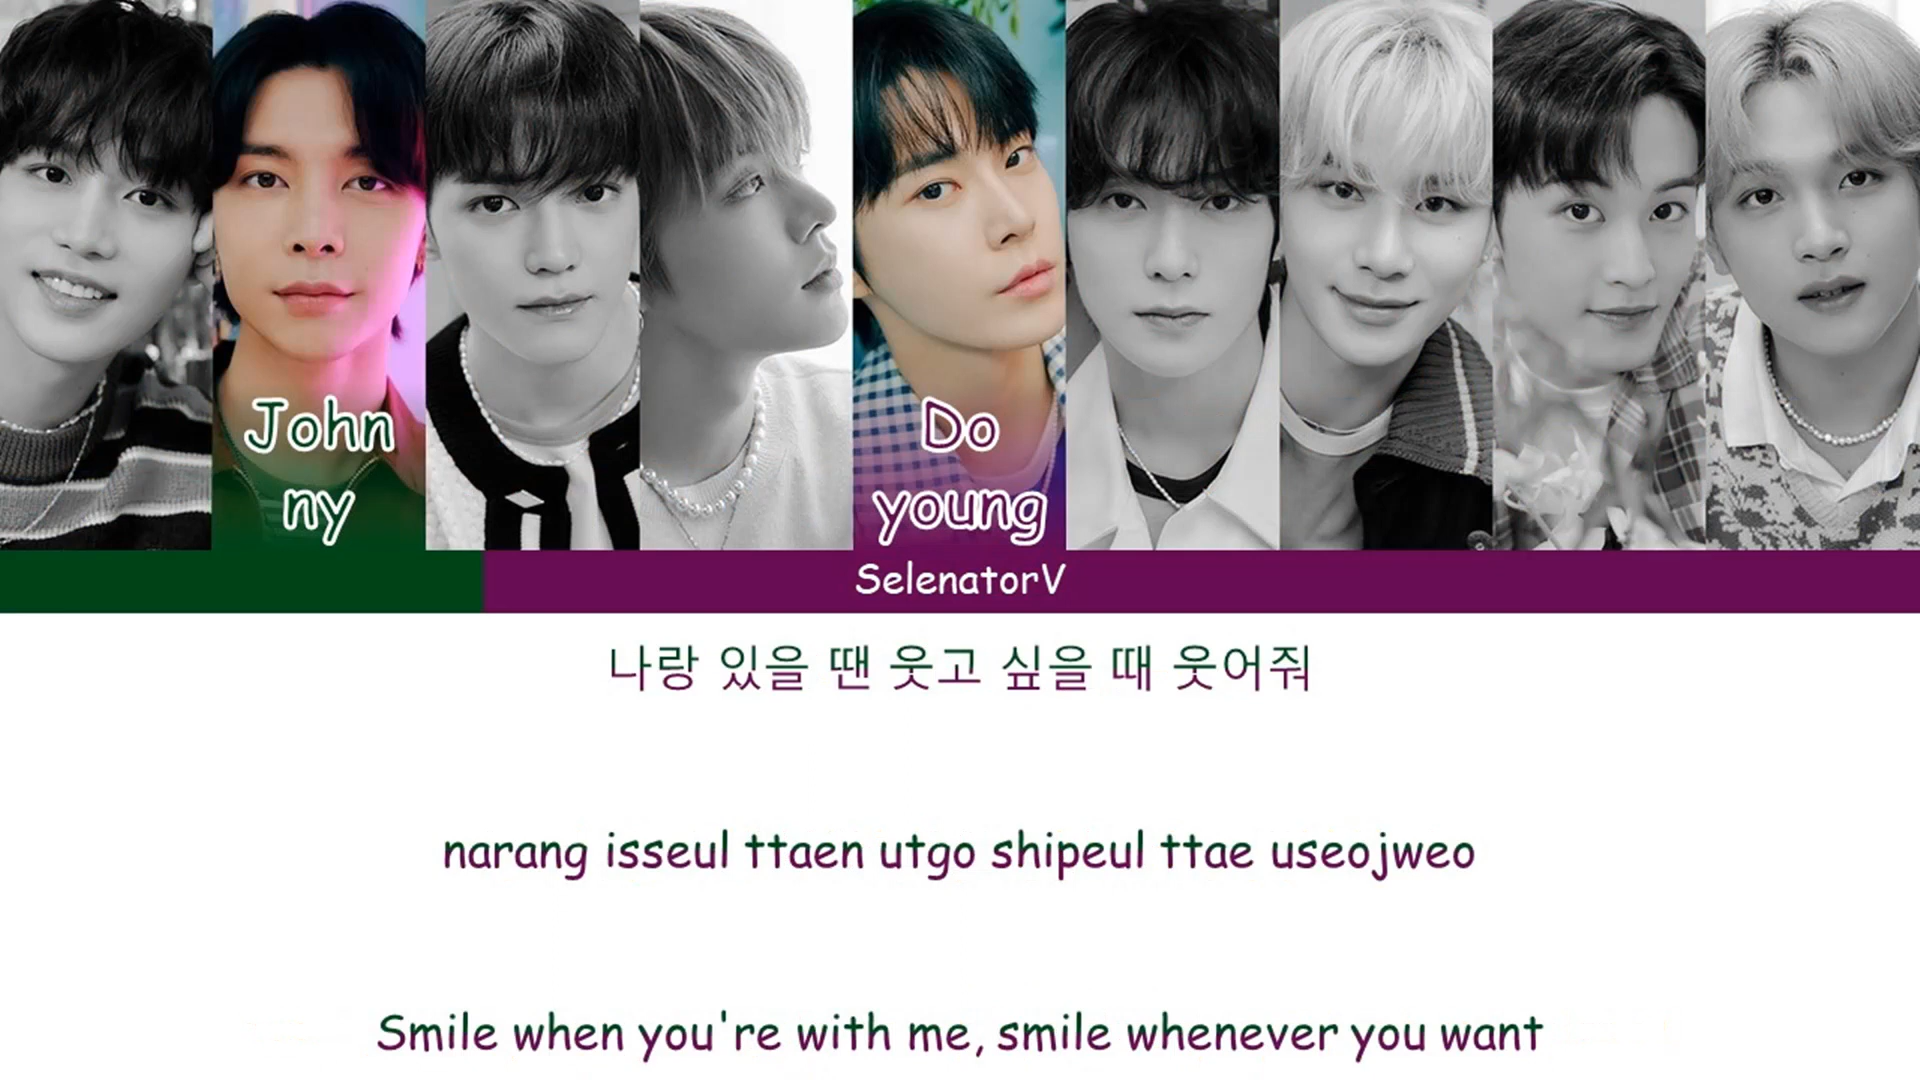 John
ny
Do
young
SelenatorV
나랑 있을 땐 웃고 싶을 때 웃어줘
narang isseul ttaen utgo shipeul ttae useojweo
Smile when you're with me, smile whenever you want